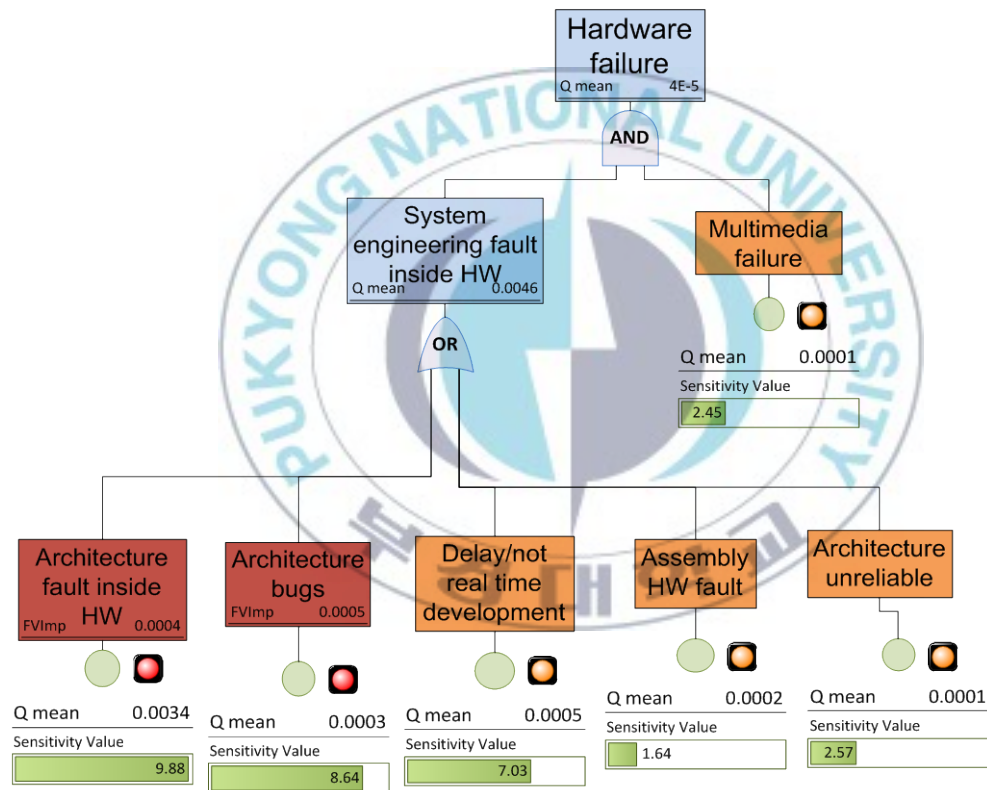 Hardware
failure
Q mean 4E-5
AND
System
engineering fault
inside HW
Q mean 0.0046
Multimedia
failure
OR
Q mean 0.0001
Sensitivity Value
2.45
Architecture
fault inside
HW
FVImp 0.0004
Q mean 0.0034
Sensitivity Value
9.88
Architecture
bugs
FVImp 0.0005
Q mean 0.0003
Sensitivity Value
8.64
Delay/not
real time
development
Q mean 0.0005
Sensitivity Value
7.03
Assembly
HW fault
Q mean 0.0002
Sensitivity Value
1.64
Architecture
unreliable
Q mean 0.0001
Sensitivity Value
2.57
PUKYONG NATIONAL UNIVERSITY